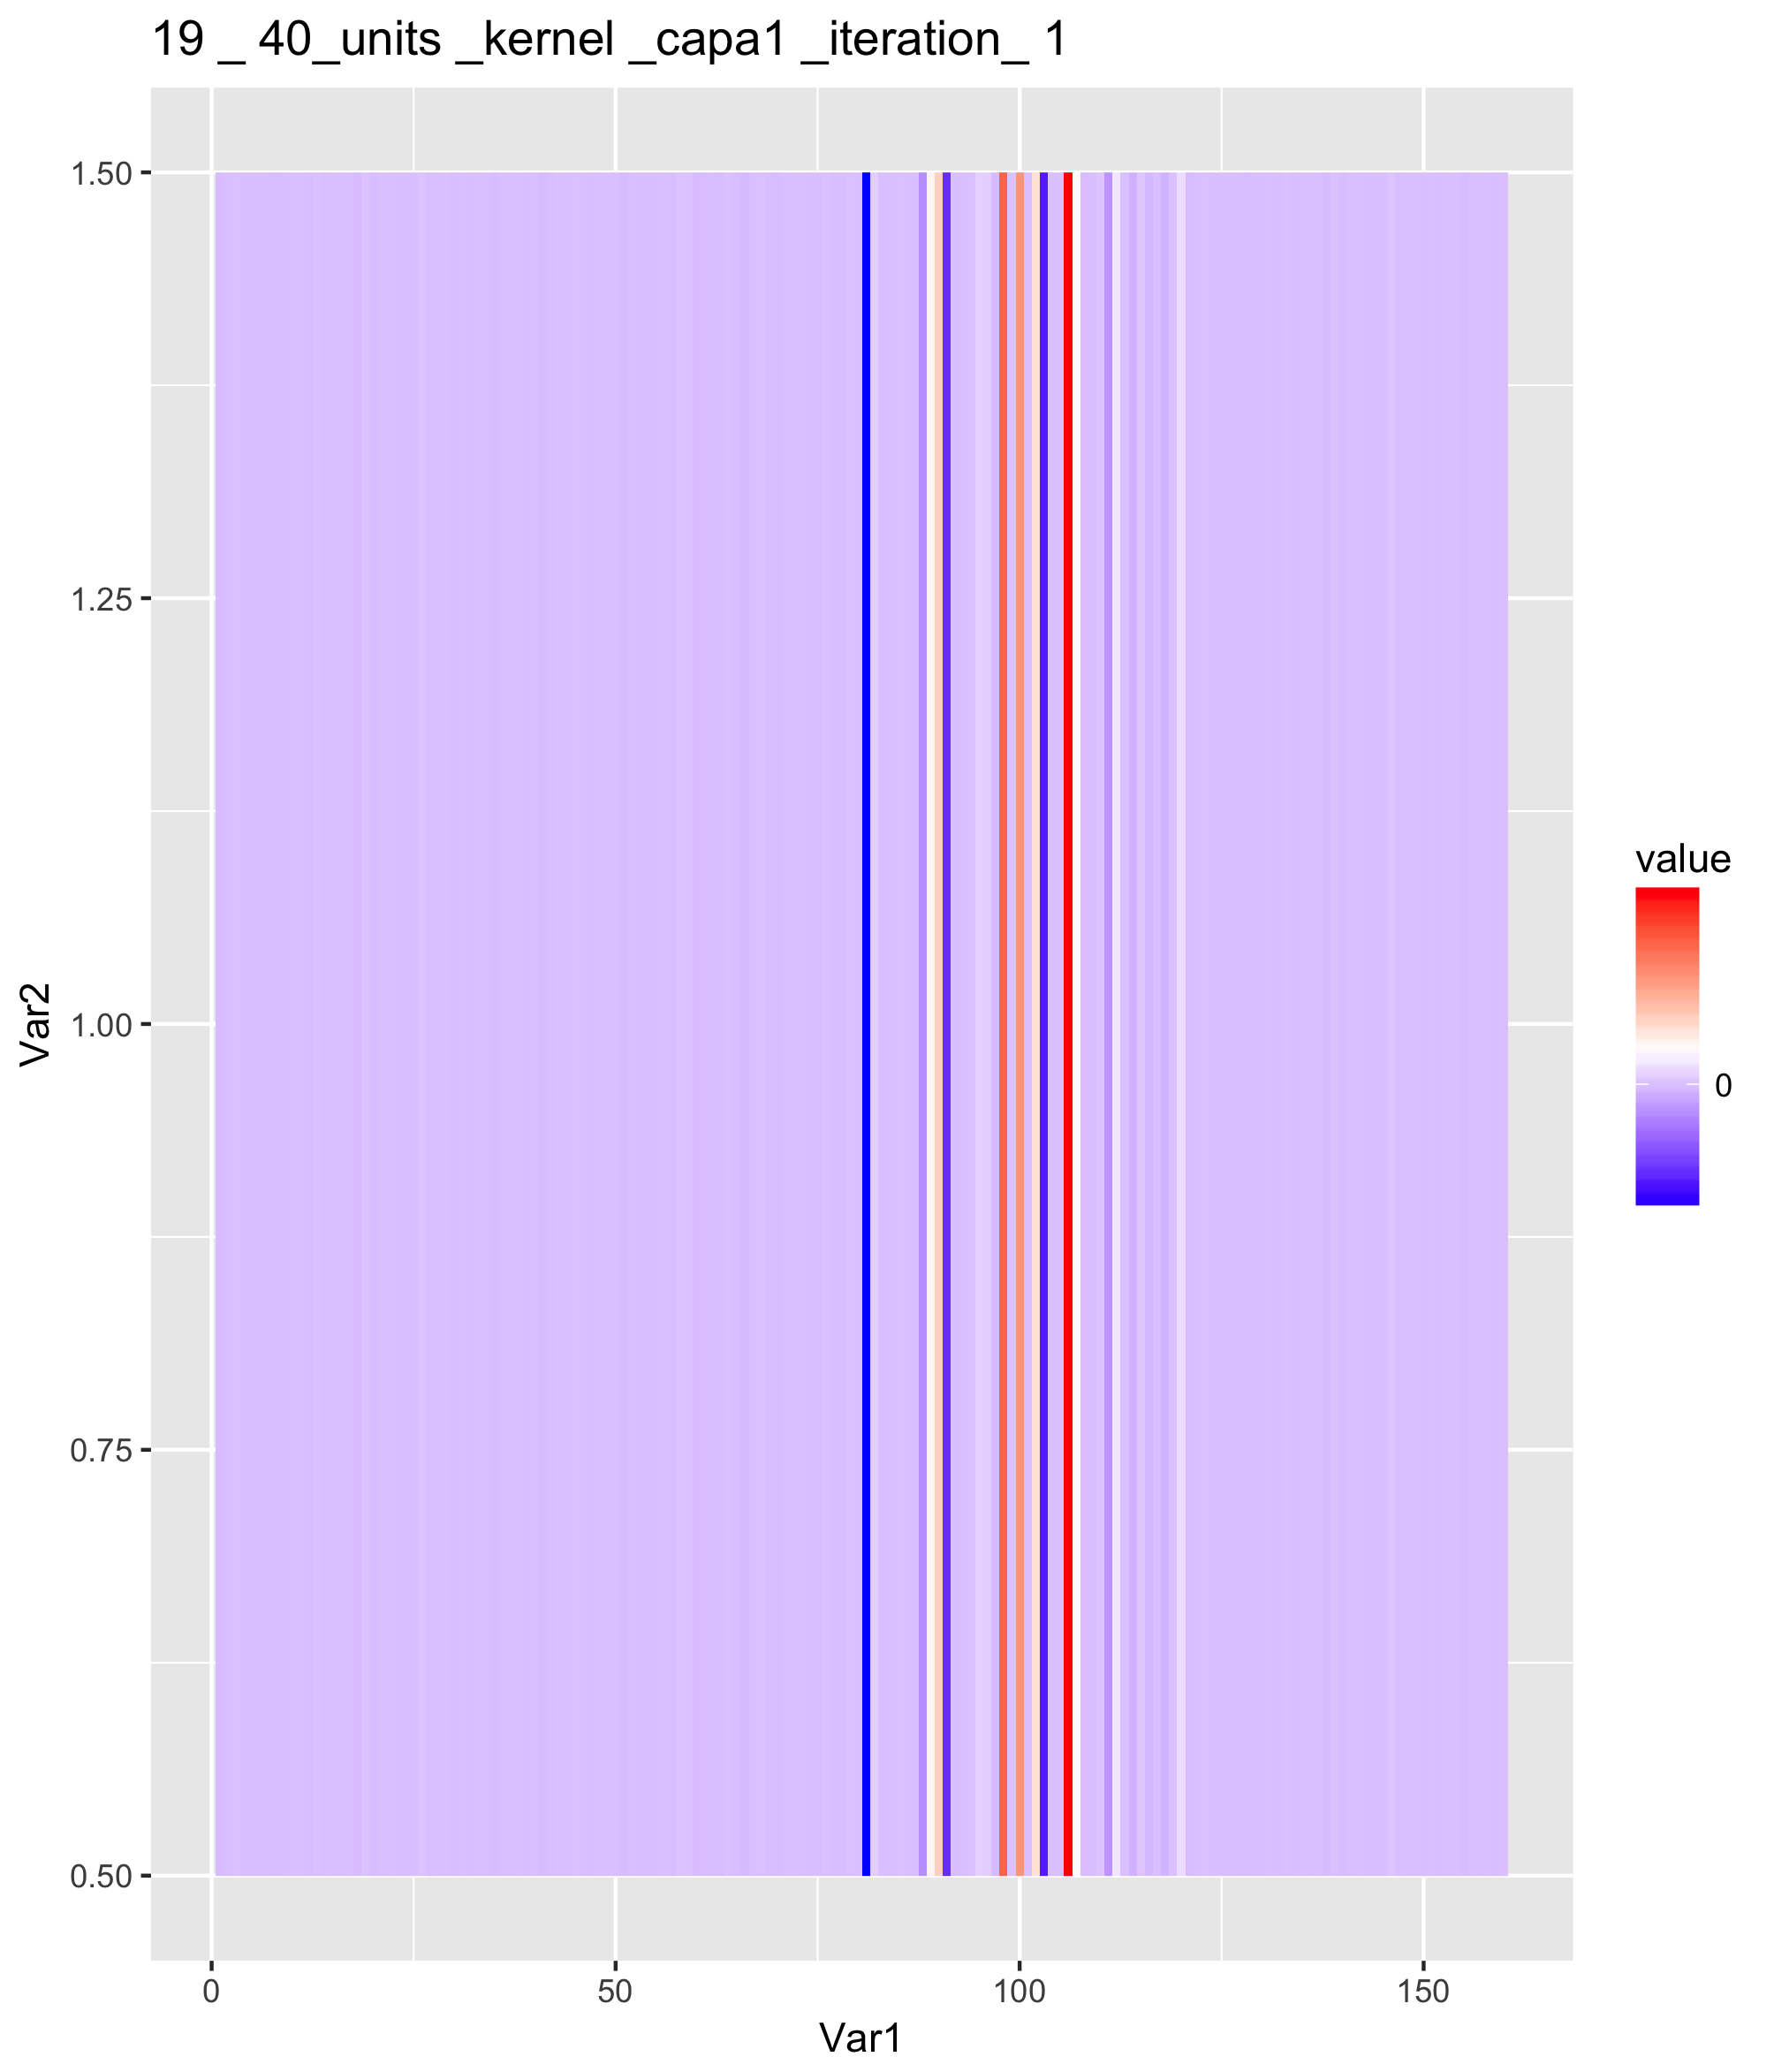 19 _ 40_units _kernel _capa1 _iteration_ 1
1.50
1.25
1.00
0.75
0.50
Var2
0
50
100
150
Var1
value
0